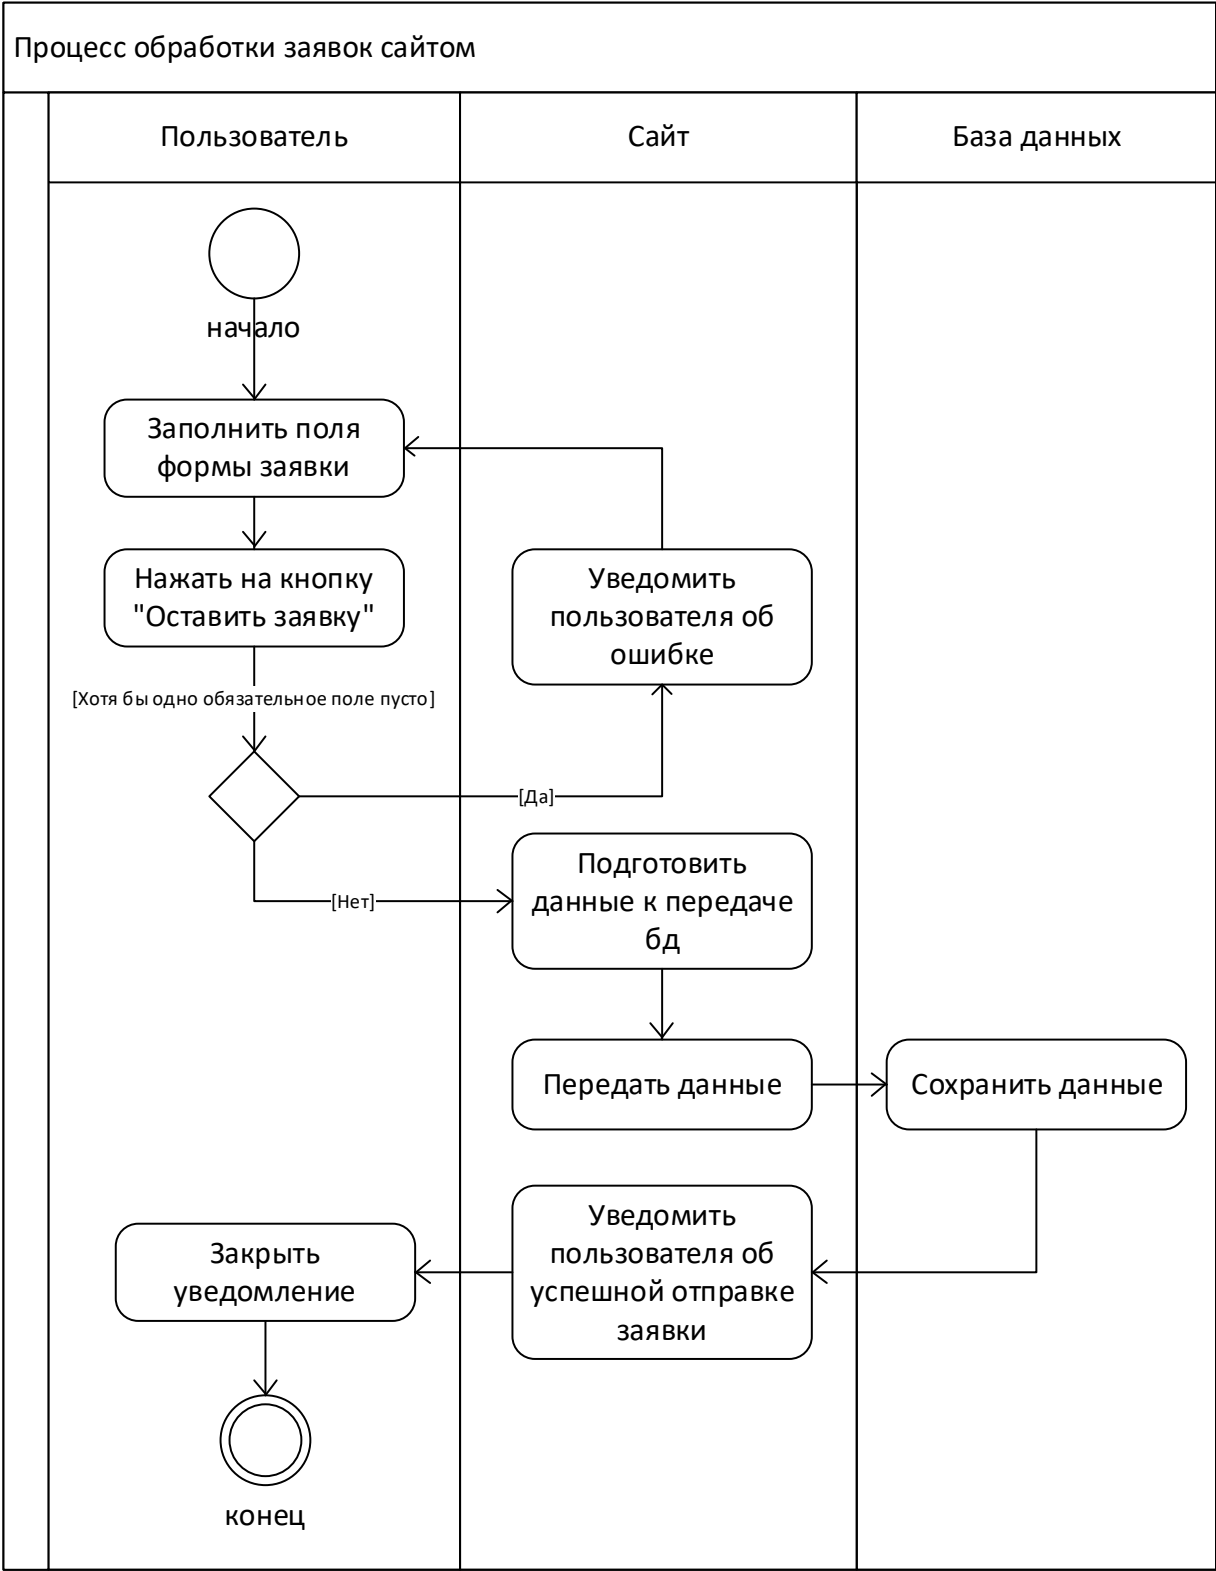 Процесс обработки заявок сайтом
Пользователь
Сайт
База данных
начало
Заполнить поля
формы заявки
Нажать на кнопку
"Оставить заявку"
Уведомить
пользователя об
ошибке
[Хотя бы одно обязательное поле пусто]
[Да]
[Нет]
Подготовить
данные к передаче
бд
Передать данные
Сохранить данные
Уведомить
пользователя об
успешной отправке
заявки
Закрыть
уведомление
конец